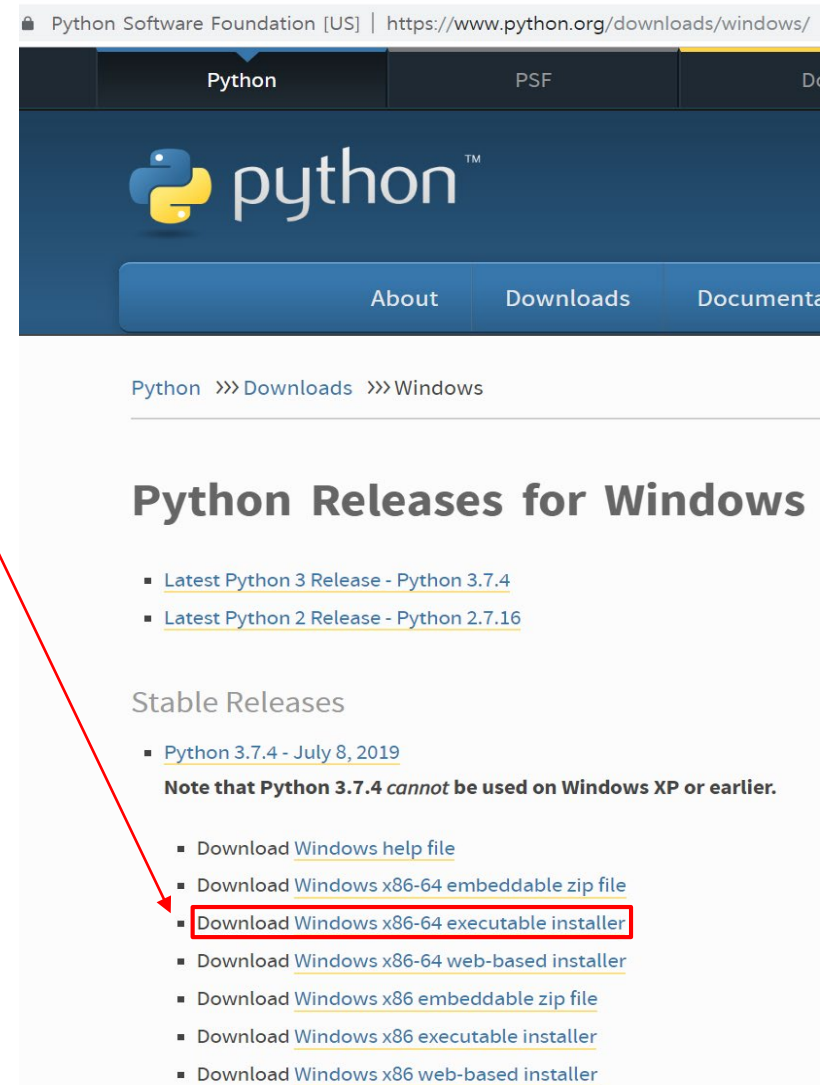 Python Software Foundation [US] | https://www.python.org/downloads/windows/
Python PSF
python™
About Downloads
Python >>> Downloads >>> Windows
Python Releases for Windows
▪ Latest Python 3 Release - Python 3.7.4
▪ Latest Python 2 Release - Python 2.7.16
Stable Releases
▪ Python 3.7.4 - July 8, 2019
Note that Python 3.7.4 cannot be used on Windows XP or earlier.
▪ Download Windows help file
▪ Download Windows x86-64 embeddable zip file
▪ Download Windows x86-64 executable installer
▪ Download Windows x86-64 web-based installer
▪ Download Windows x86 embeddable zip file
▪ Download Windows x86 executable installer
▪ Download Windows x86 web-based installer